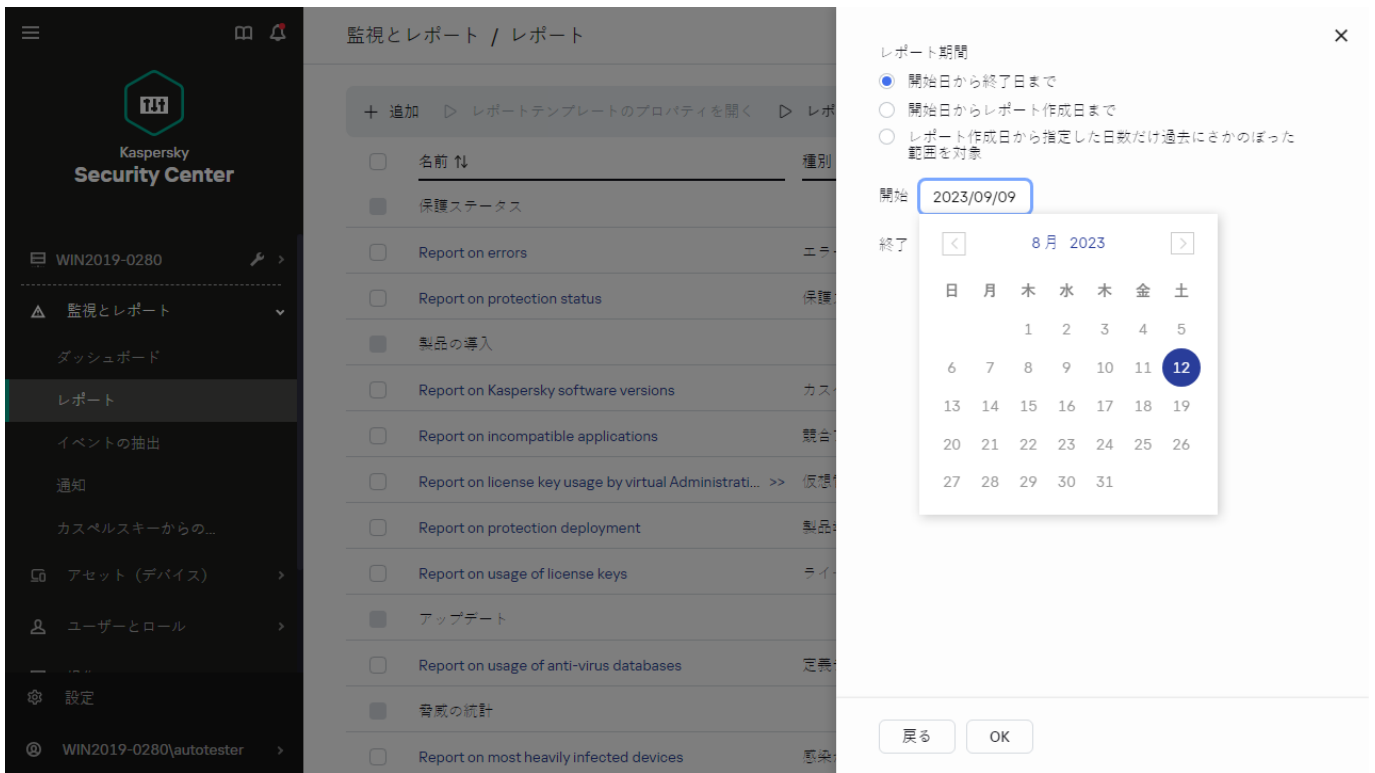 監視とレポート / レポート
Kaspersky
Security Center
WIN2019-0280
監視とレポート
ダッシュボード
レポート
イベントの抽出
通知
カスペルスキーからの...
アセット (デバイス)
ユーザーとロール
設定
WIN2019-0280\autotester
+ 追加 レポートテンプレートのプロパティを開く レポ
名前 種別
保護ステータス
Report on errors エラー
Report on protection status 保護
製品の導入
Report on Kaspersky software versions カス
Report on incompatible applications 競合
Report on license key usage by virtual Administrati... >> 仮想
Report on protection deployment 製品
Report on usage of license keys ライ
アップデート
Report on usage of anti-virus databases 定義
脅威の統計
Report on most heavily infected devices 感染
レポート期間
開始日から終了日まで
開始日からレポート作成日まで
レポート作成日から指定した日数だけ過去にさかのぼった
範囲を対象
開始 2023/09/09
終了
8月 2023
日 月 木 水 木 金 土
1 2 3 4 5
6 7 8 9 10 11 12
13 14 15 16 17 18 19
20 21 22 23 24 25 26
27 28 29 30 31
戻る OK